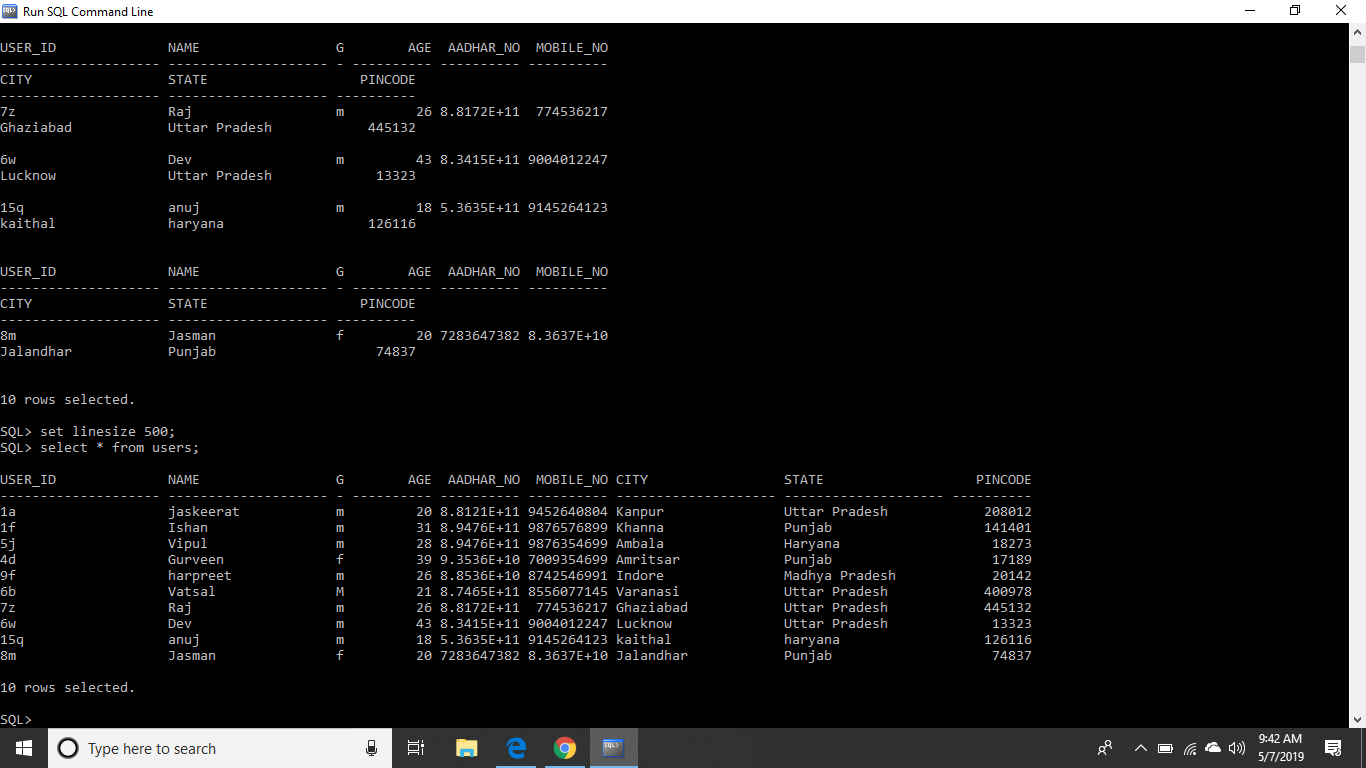 Run SQL Command Line
USER_ID             NAME                 G        AGE  AADHAR_NO  MOBILE_NO
-------------------- -------------------- - ---------- ---------- ----------
CITY                 STATE                   PINCODE
-------------------- -------------------- ----------
7z                   Raj                  m         26 8.8172E+11  774536217
Ghaziabad            Uttar Pradesh            445132
6w                   Dev                  m         43 8.3415E+11 9004012247
Lucknow              Uttar Pradesh             13323
15q                  anuj                 m         18 5.3635E+11 9145264123
kaithal              haryana                  126116
USER_ID              NAME                 G        AGE  AADHAR_NO  MOBILE_NO
-------------------- -------------------- - ---------- ---------- ----------
CITY                 STATE                   PINCODE
-------------------- -------------------- ----------
8m                   Jasman               f         20 7283647382 8.3637E+10
Jalandhar            Punjab                    74837
10 rows selected.
SQL> set linesize 500;
SQL> select * from users;
USER_ID              NAME                 G        AGE  AADHAR_NO  MOBILE_NO CITY                 STATE                   PINCODE
-------------------- -------------------- - ---------- ---------- ---------- -------------------- -------------------- ----------
1a                   jaskeerat            m         20 8.8121E+11 9452640804 Kanpur               Uttar Pradesh            208012
1f                   Ishan                m         31 8.9476E+11 9876576899 Khanna               Punjab                   141401
5j                   Vipul                m         28 8.9476E+11 9876354699 Ambala               Haryana                   18273
4d                   Gurveen              f         39 9.3536E+10 7009354699 Amritsar             Punjab                    17189
9f                   harpreet             m         26 8.8536E+10 8742546991 Indore               Madhya Pradesh            20142
6b                   Vatsal               M         21 8.7465E+11 8556077145 Varanasi             Uttar Pradesh            400978
7z                   Raj                  m         26 8.8172E+11  774536217 Ghaziabad            Uttar Pradesh            445132
6w                   Dev                  m         43 8.3415E+11 9004012247 Lucknow              Uttar Pradesh             13323
15q                  anuj                 m         18 5.3635E+11 9145264123 kaithal              haryana                  126116
8m                   Jasman               f         20 7283647382 8.3637E+10 Jalandhar            Punjab                    74837
10 rows selected.
SQL>
Type here to search
9:42 AM
5/7/2019